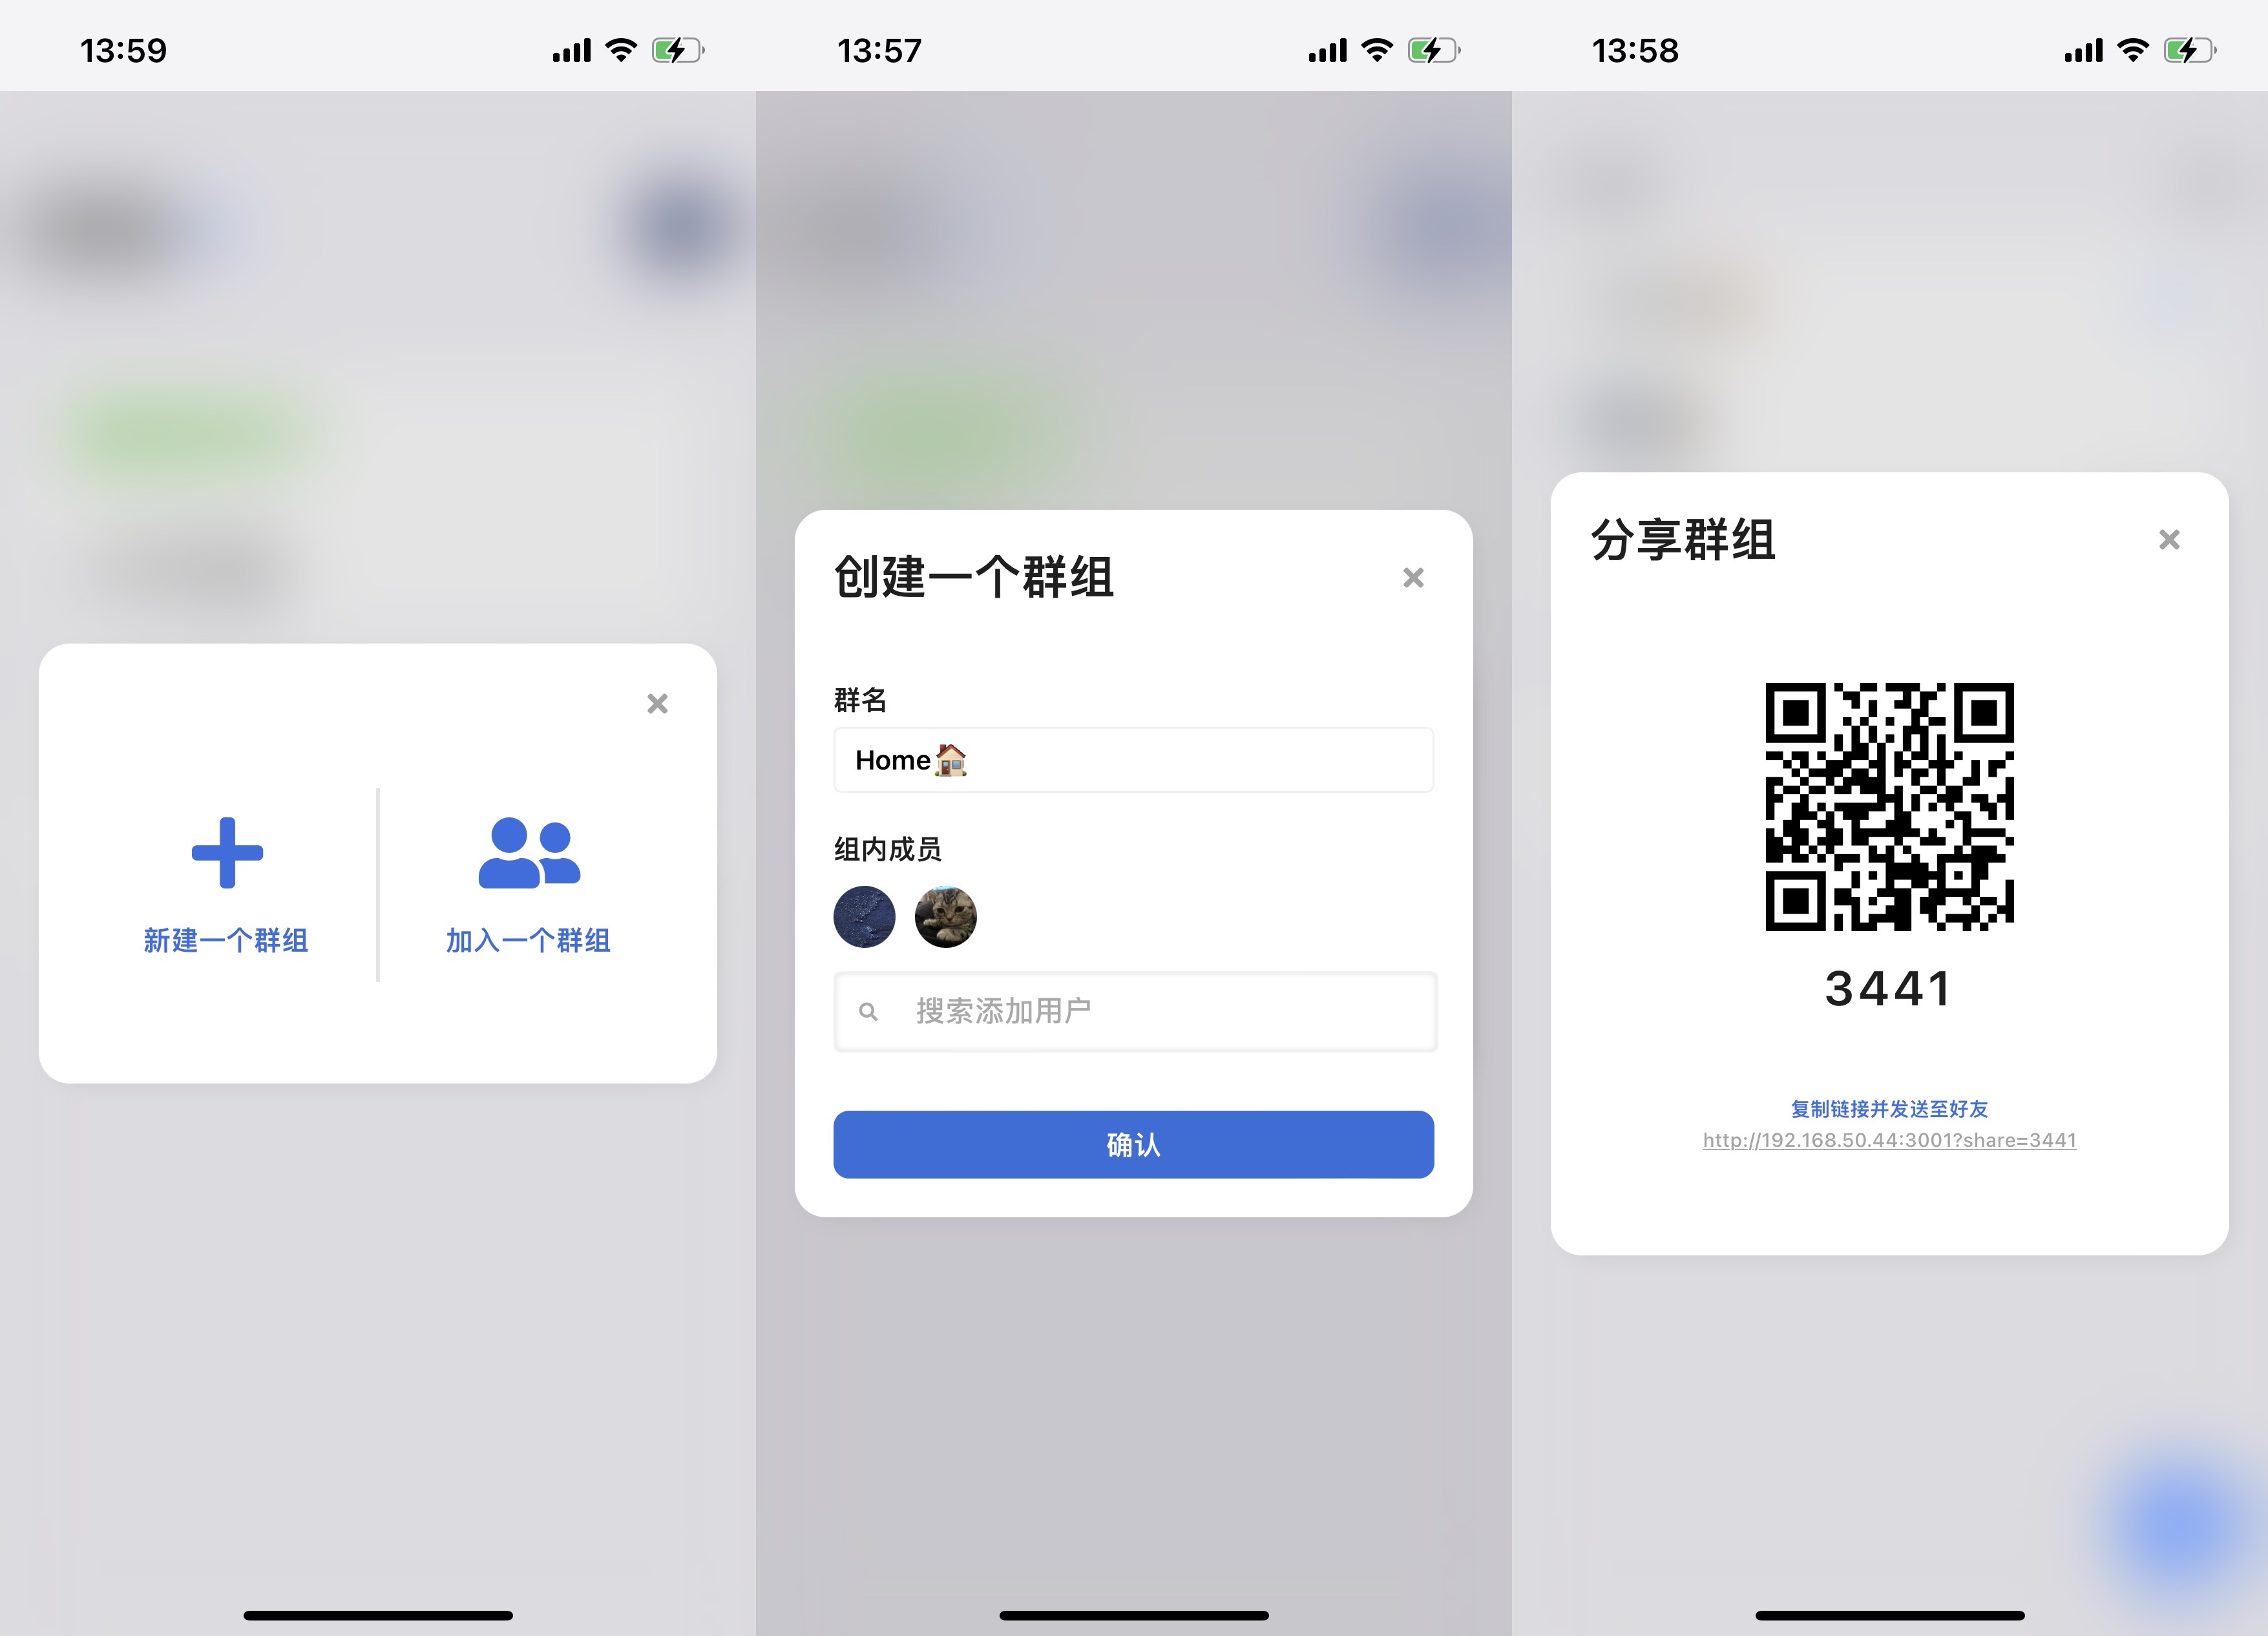 13:59
新建一个群组
加入一个群组
13:57
创建一个群组
群名
Home🏠
组内成员
搜索添加用户
确认
13:58
分享群组
3441
复制链接并发送至好友
http://192.168.50.44:3001?share=3441